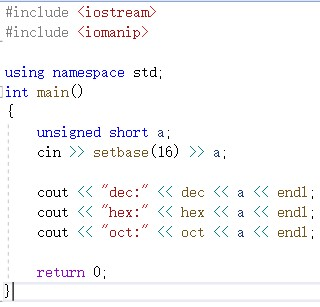 #include <iostream>
#include <iomanip>
using namespace std;
int main()
{
unsigned short a;
cin >> setbase(16) >> a;
cout << "dec:" << dec << a << endl;
cout << "hex:" << hex << a << endl;
cout << "oct:" << oct << a << endl;
return 0;
}